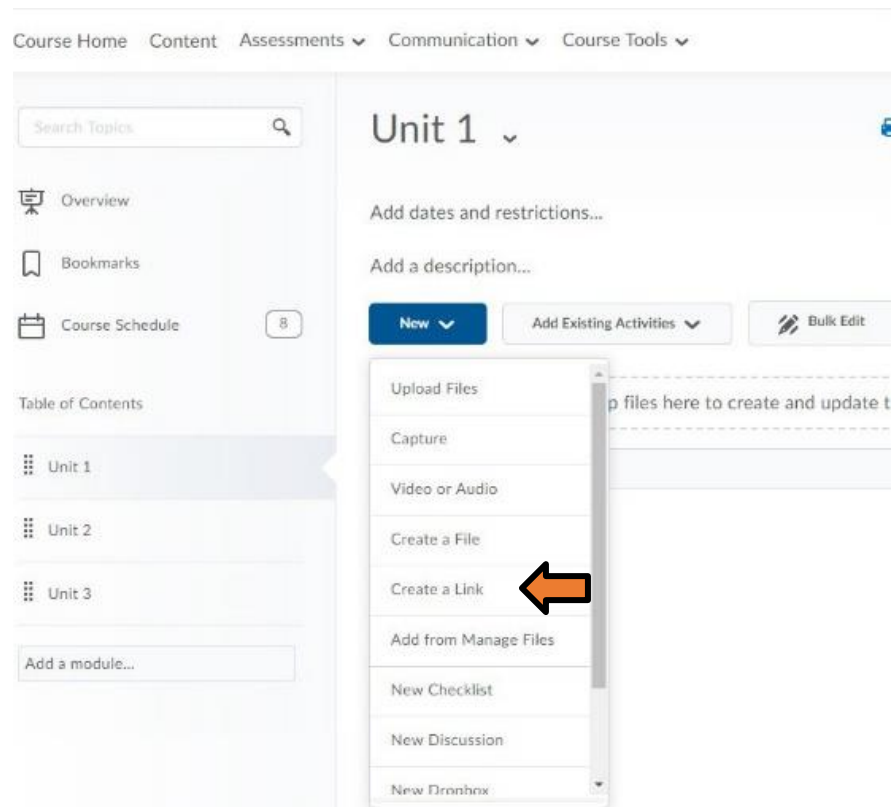 Course Home Content Assessments Communication Course Tools
Search Topics
Overview
Bookmarks
Course Schedule 8
Table of Contents
Unit 1
Unit 2
Unit 3
Add a module...
Unit 1
Add dates and restrictions...
Add a description...
New Add Existing Activities Bulk Edit
p files here to create and update t
Upload Files
Capture
Video or Audio
Create a File
Create a Link
Add from Manage Files
New Checklist
New Discussion
New Dropbox